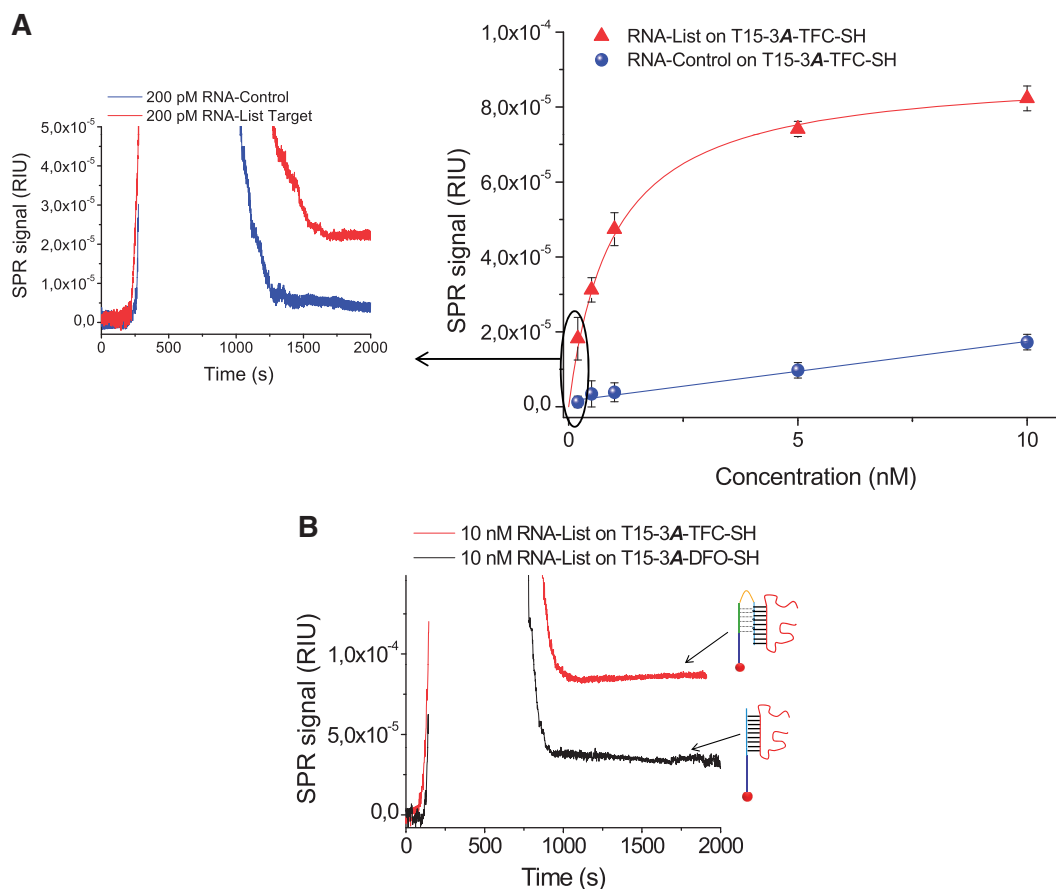 A
200 pM RNA-Control
200 pM RNA-List Target
5,0x10⁻⁵
4,0x10⁻⁵
3,0x10⁻⁵
2,0x10⁻⁵
1,0x10⁻⁵
0,0
SPR signal (RIU)
0 500 1000 1500 2000
Time (s)
RNA-List on T15-3A-TFC-SH
RNA-Control on T15-3A-TFC-SH
1,0x10⁻⁴
8,0x10⁻⁵
6,0x10⁻⁵
4,0x10⁻⁵
2,0x10⁻⁵
0,0
SPR signal (RIU)
0 5 10
Concentration (nM)
B
10 nM RNA-List on T15-3A-TFC-SH
10 nM RNA-List on T15-3A-DFO-SH
1,0x10⁻⁴
5,0x10⁻⁵
0,0
SPR signal (RIU)
0 500 1000 1500 2000
Time (s)